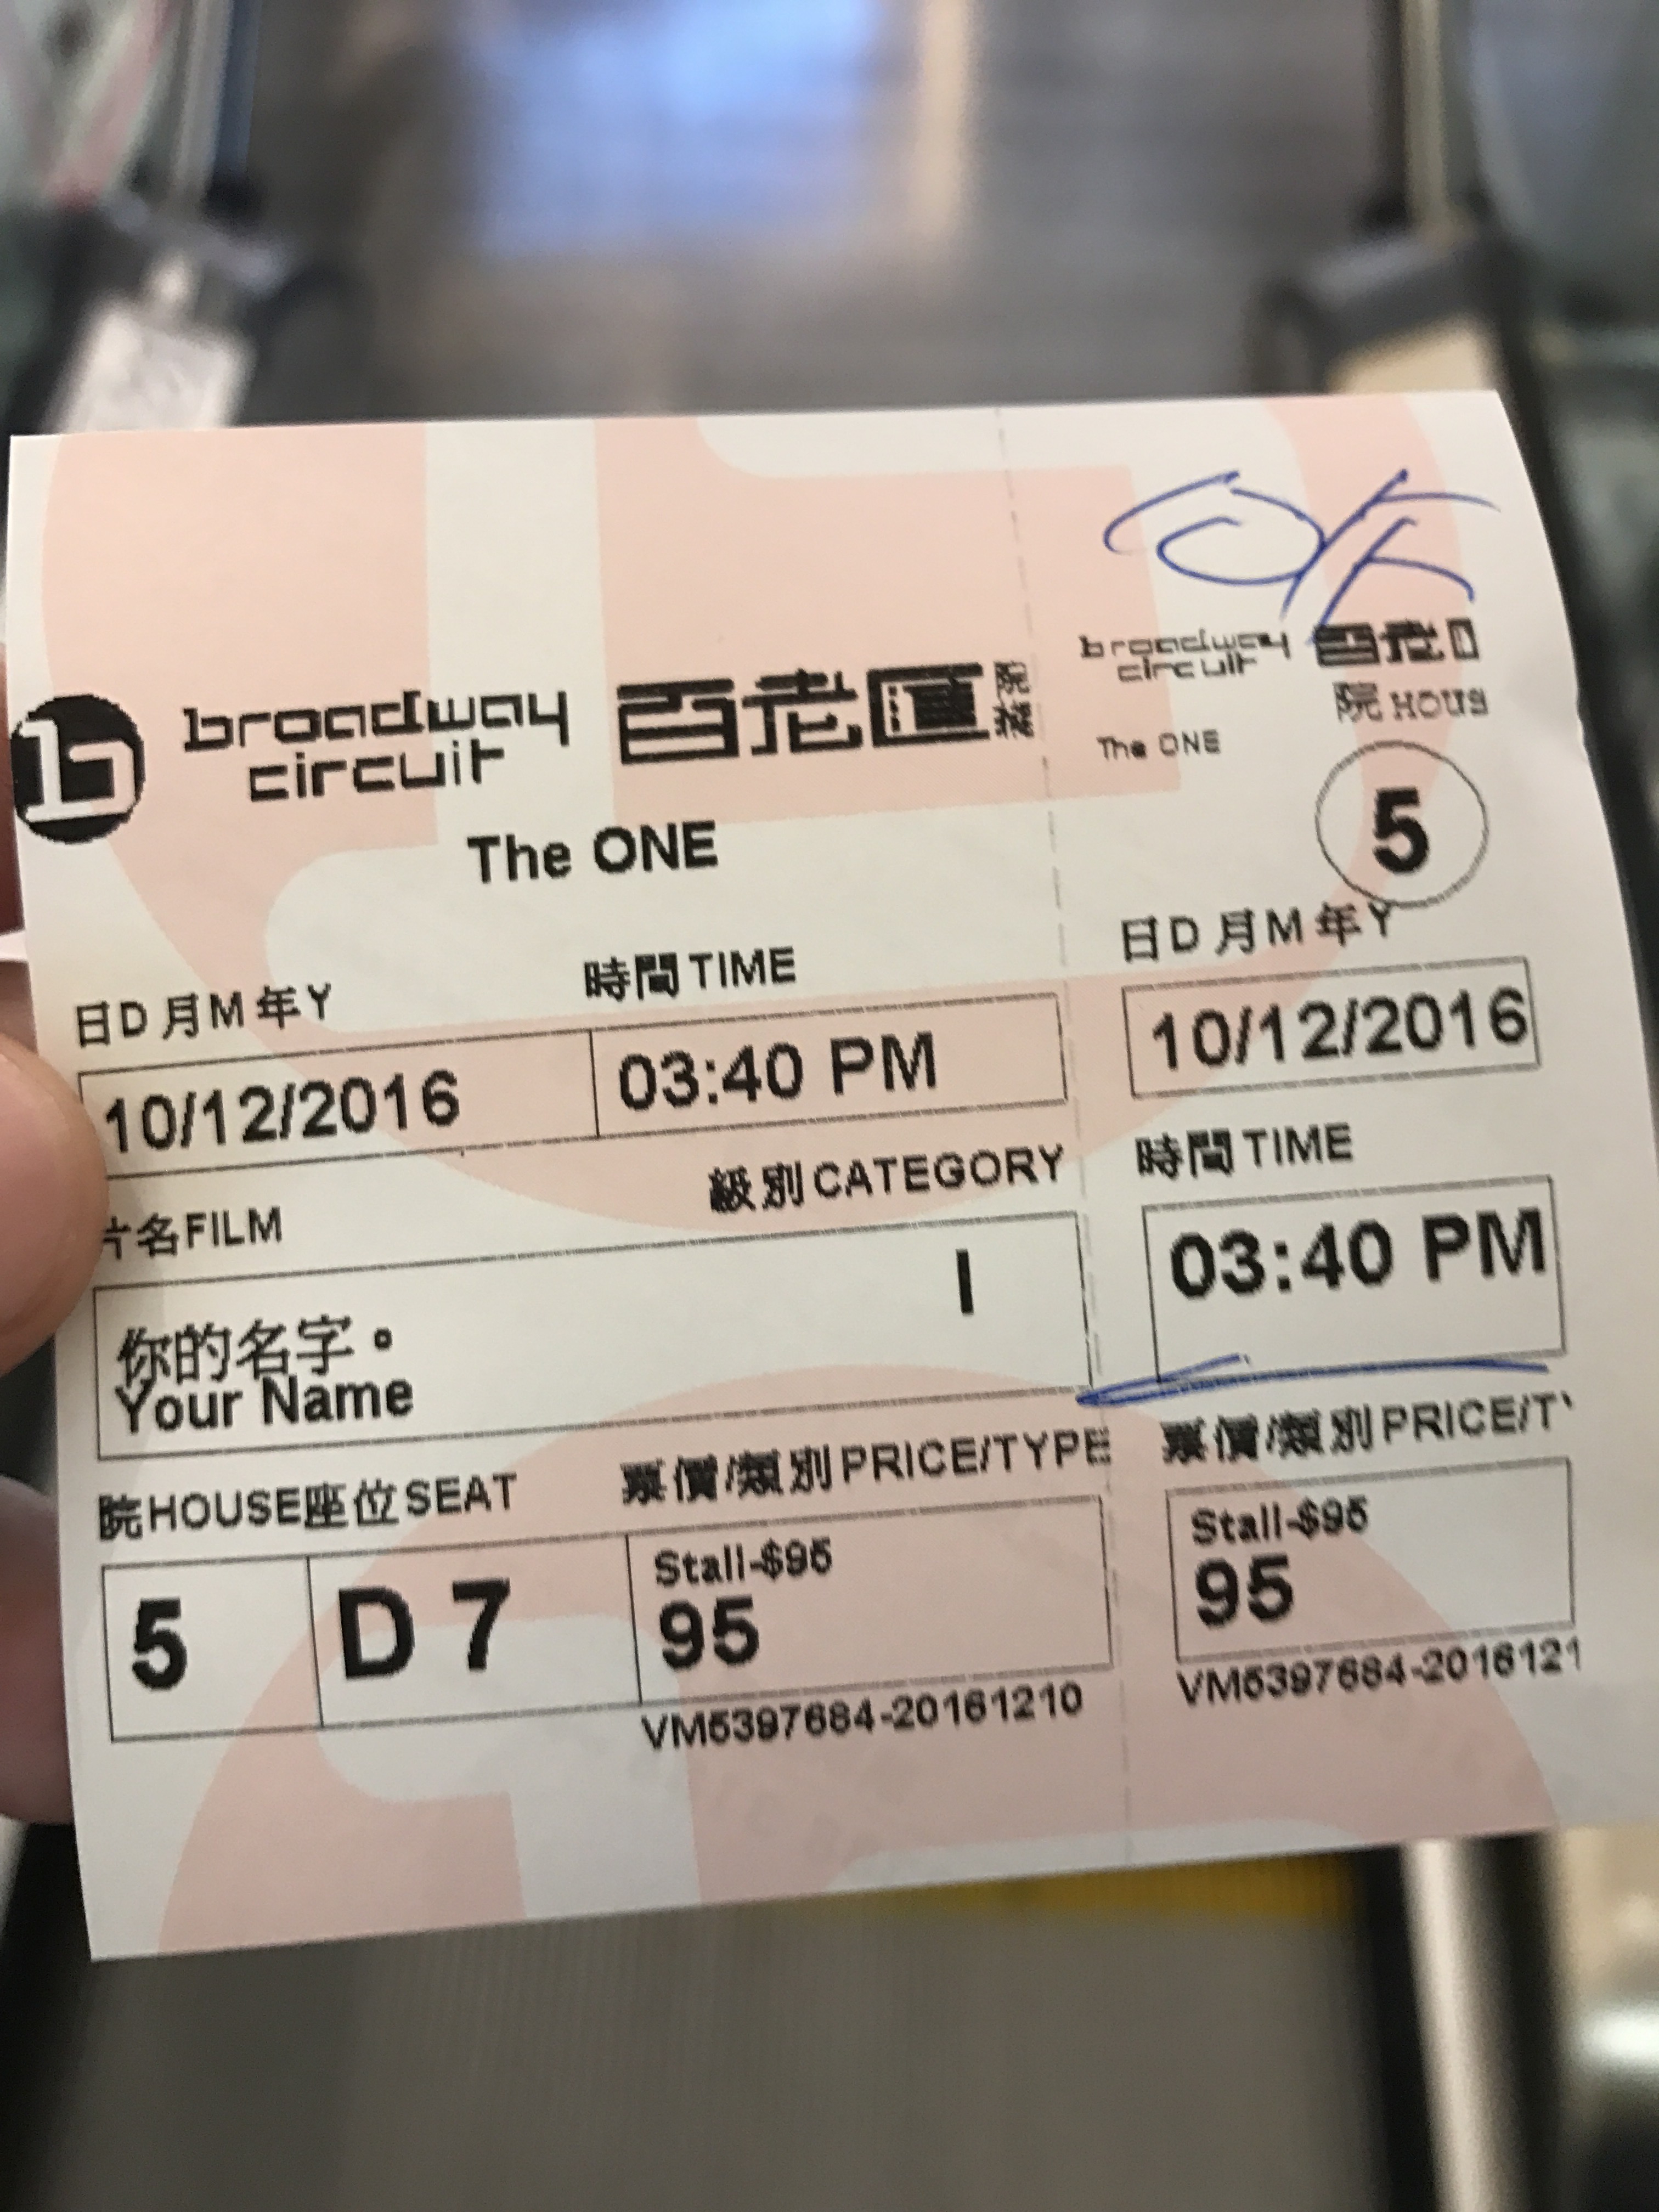 OK
broadway
circuit
百老匯
院線
The ONE
日D 月M 年Y 時間TIME
10/12/2016 03:40 PM
片名FILM 級別CATEGORY
I
你的名字。
Your Name
院HOUSE座位SEAT 票價/類別PRICE/TYPE
5 D 7 Stall-$95
95
VM5397684-20161210
broadway
circuit
百老
院 HOUS
The ONE
5
日D 月M 年Y
10/12/2016
時間TIME
03:40 PM
票價/類別PRICE/T
Stall-$95
95
VM5397684-2016121